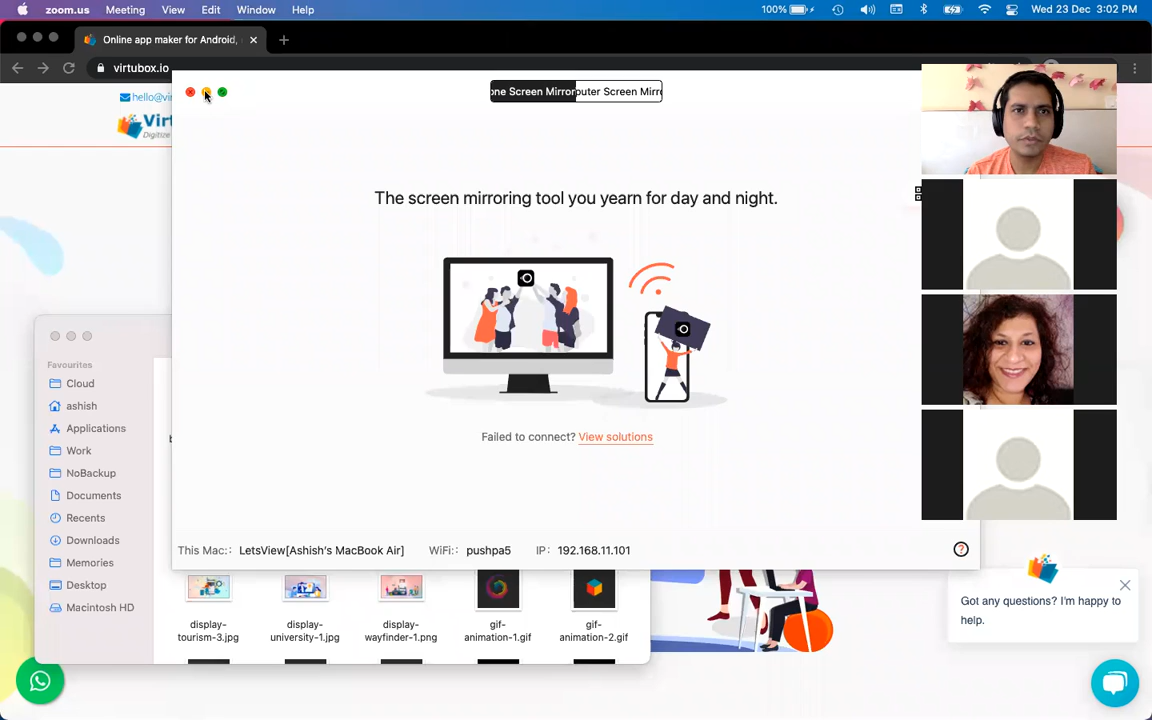 zoom.us Meeting View Edit Window Help
100% Wed 23 Dec 3:02 PM
Online app maker for Android,
virtubox.io
hello@vi
Virt
Digitize
one Screen Mirror
puter Screen Mirro
The screen mirroring tool you yearn for day and night.
Failed to connect? View solutions
This Mac: LetsView[Ashish's MacBook Air] WiFi: pushpa5 IP: 192.168.11.101
Favourites
Cloud
ashish
Applications
Work
NoBackup
Documents
Recents
Downloads
Memories
Desktop
Macintosh HD
display-
tourism-3.jpg
display-
university-1.jpg
display-
wayfinder-1.png
gif-
animation-1.gif
gif-
animation-2.gif
Got any questions? I'm happy to
help.